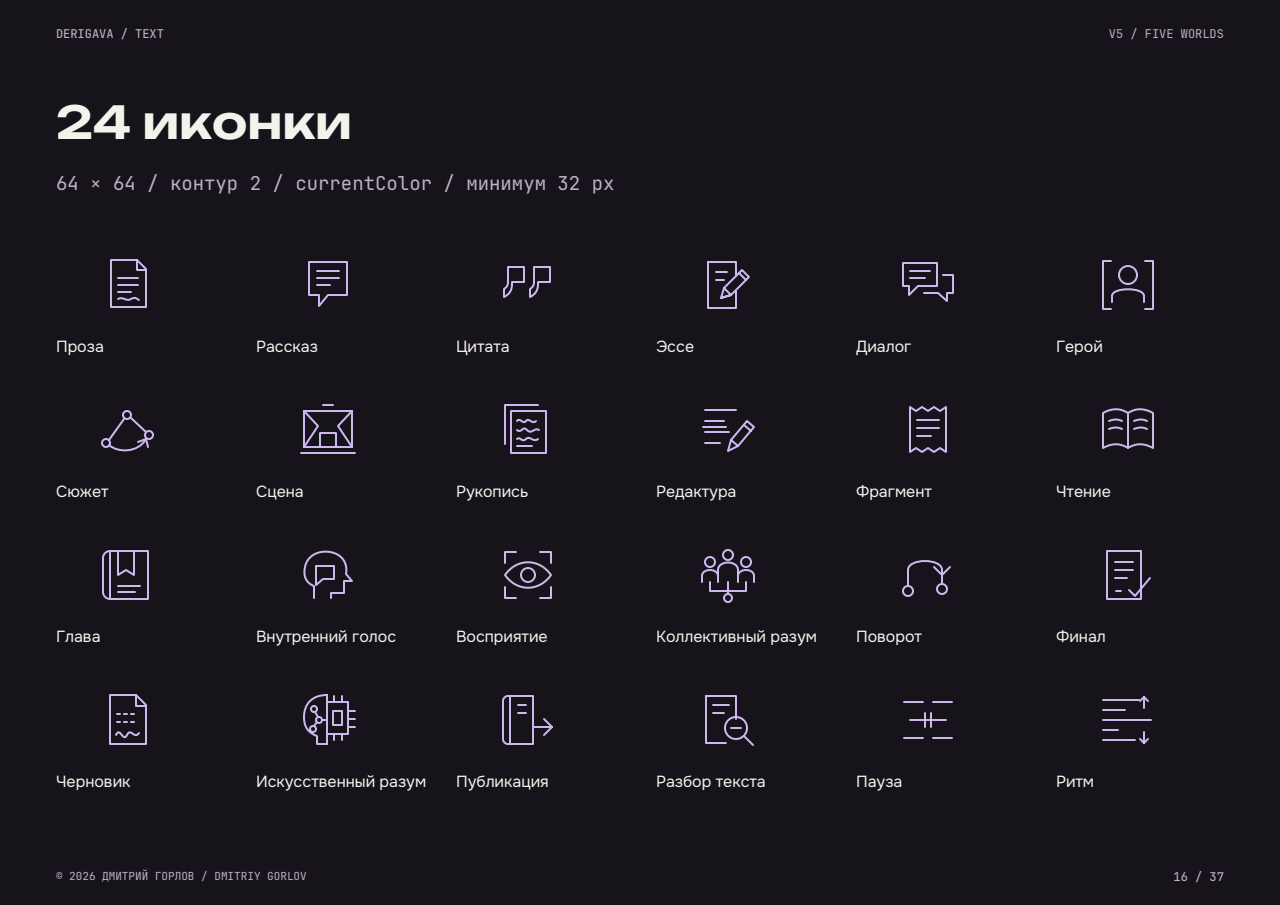 DERIGAVA / TEXT
V5 / FIVE WORLDS
24 иконки
64 × 64 / контур 2 / currentColor / минимум 32 px
Проза
Рассказ
Цитата
Эссе
Диалог
Герой
Сюжет
Сцена
Рукопись
Редактура
Фрагмент
Чтение
Глава
Внутренний голос
Восприятие
Коллективный разум
Поворот
Финал
Черновик
Искусственный разум
Публикация
Разбор текста
Пауза
Ритм
© 2026 ДМИТРИЙ ГОРЛОВ / DMITRIY GORLOV
16 / 37